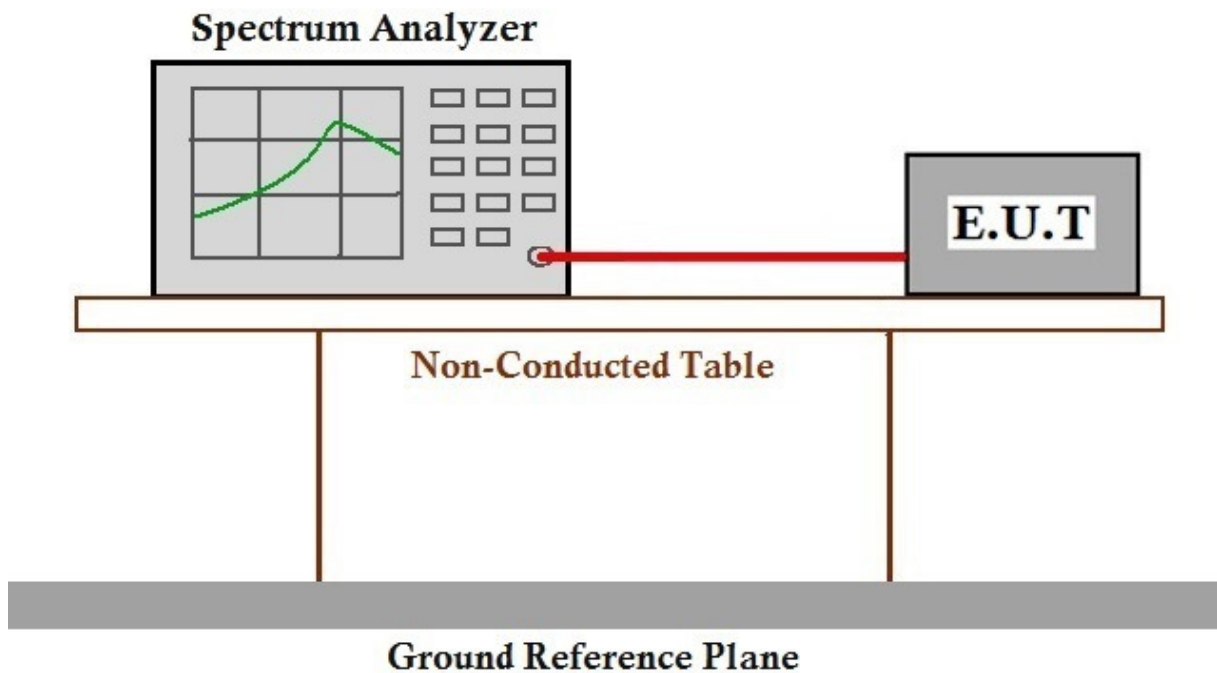 Spectrum Analyzer
E.U.T
Non-Conducted Table
Ground Reference Plane